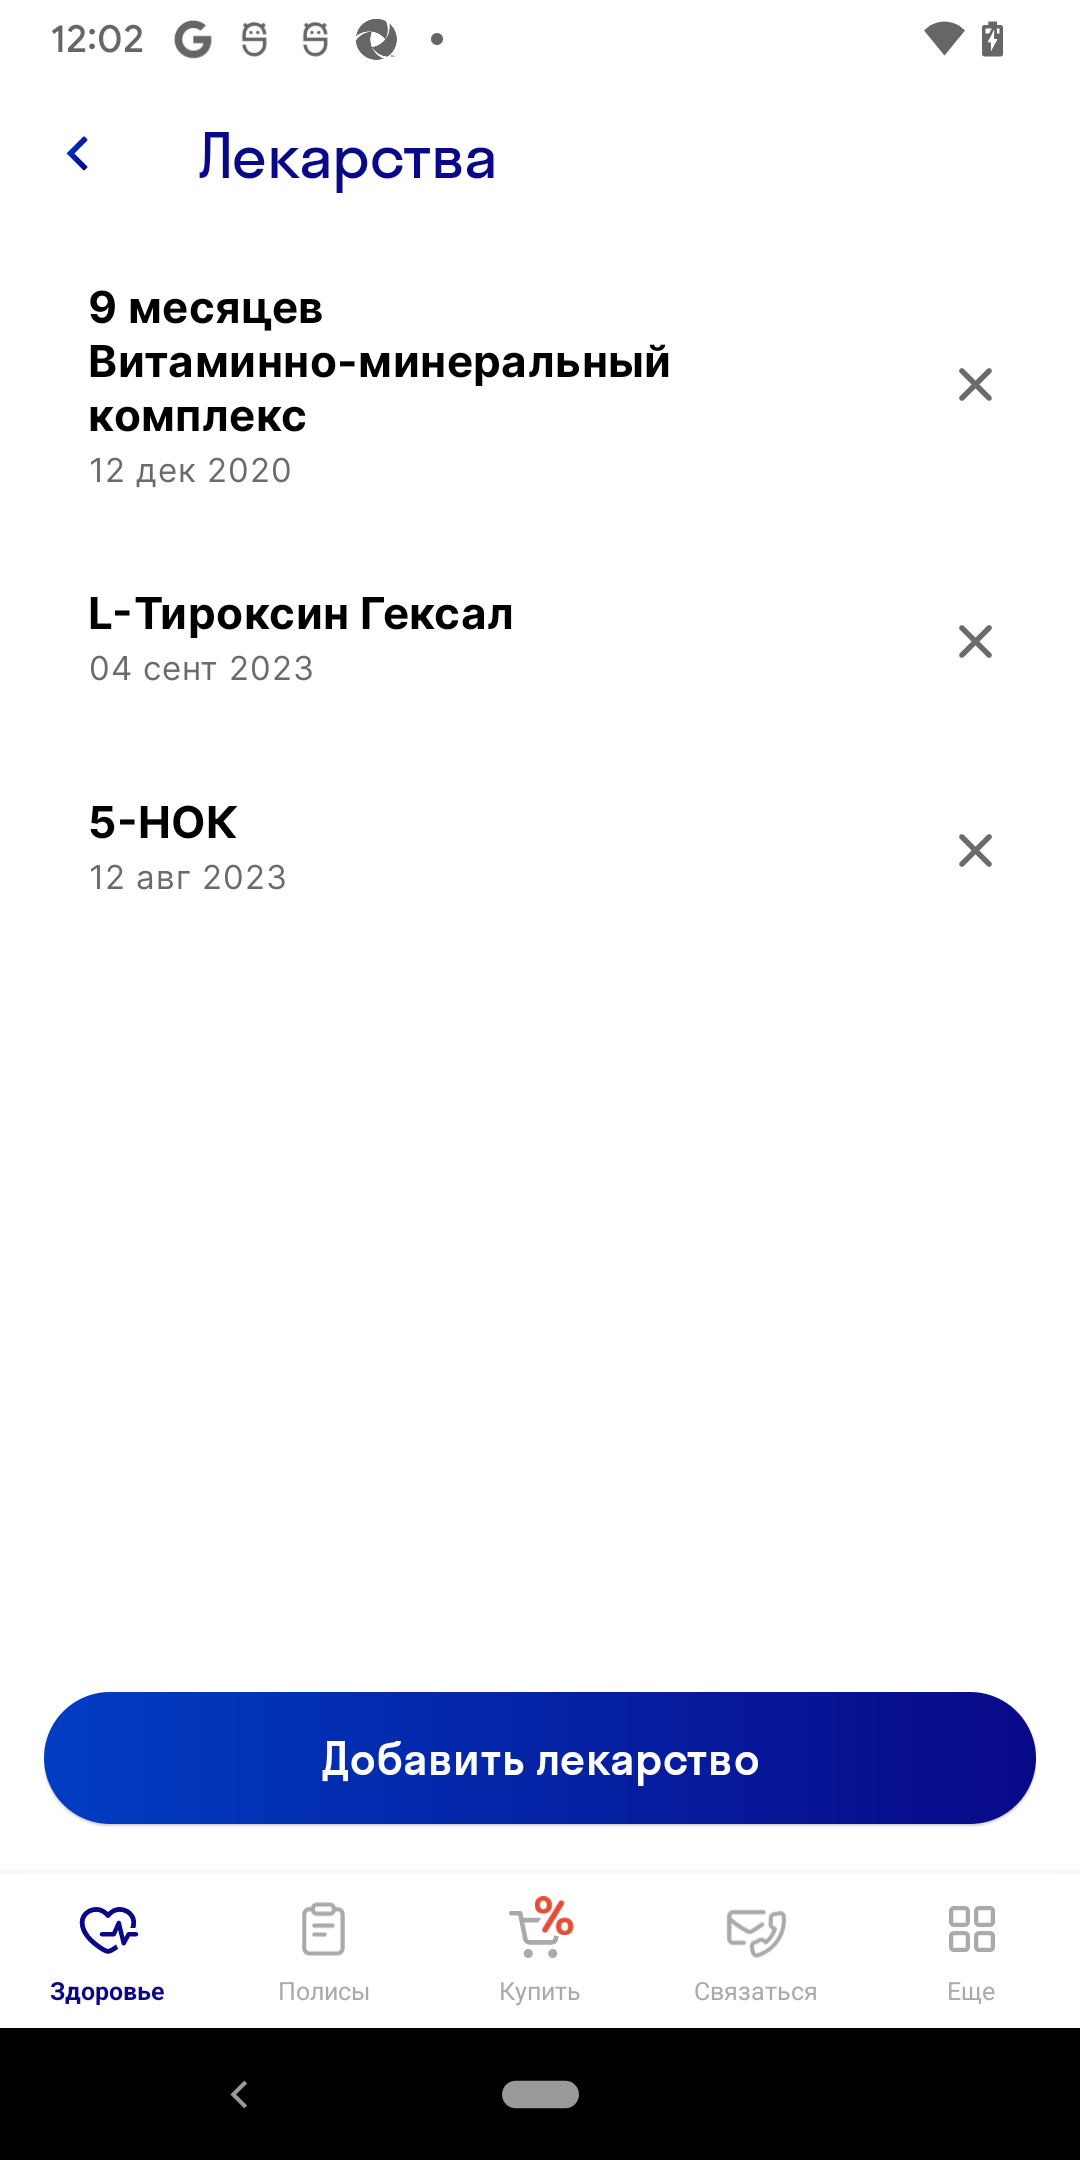 12:02
Лекарства
9 месяцев
Витаминно-минеральный
комплекс
12 дек 2020
L-Тироксин Гексал
04 сент 2023
5-НОК
12 авг 2023
Добавить лекарство
Здоровье
Полисы
Купить
Связаться
Еще